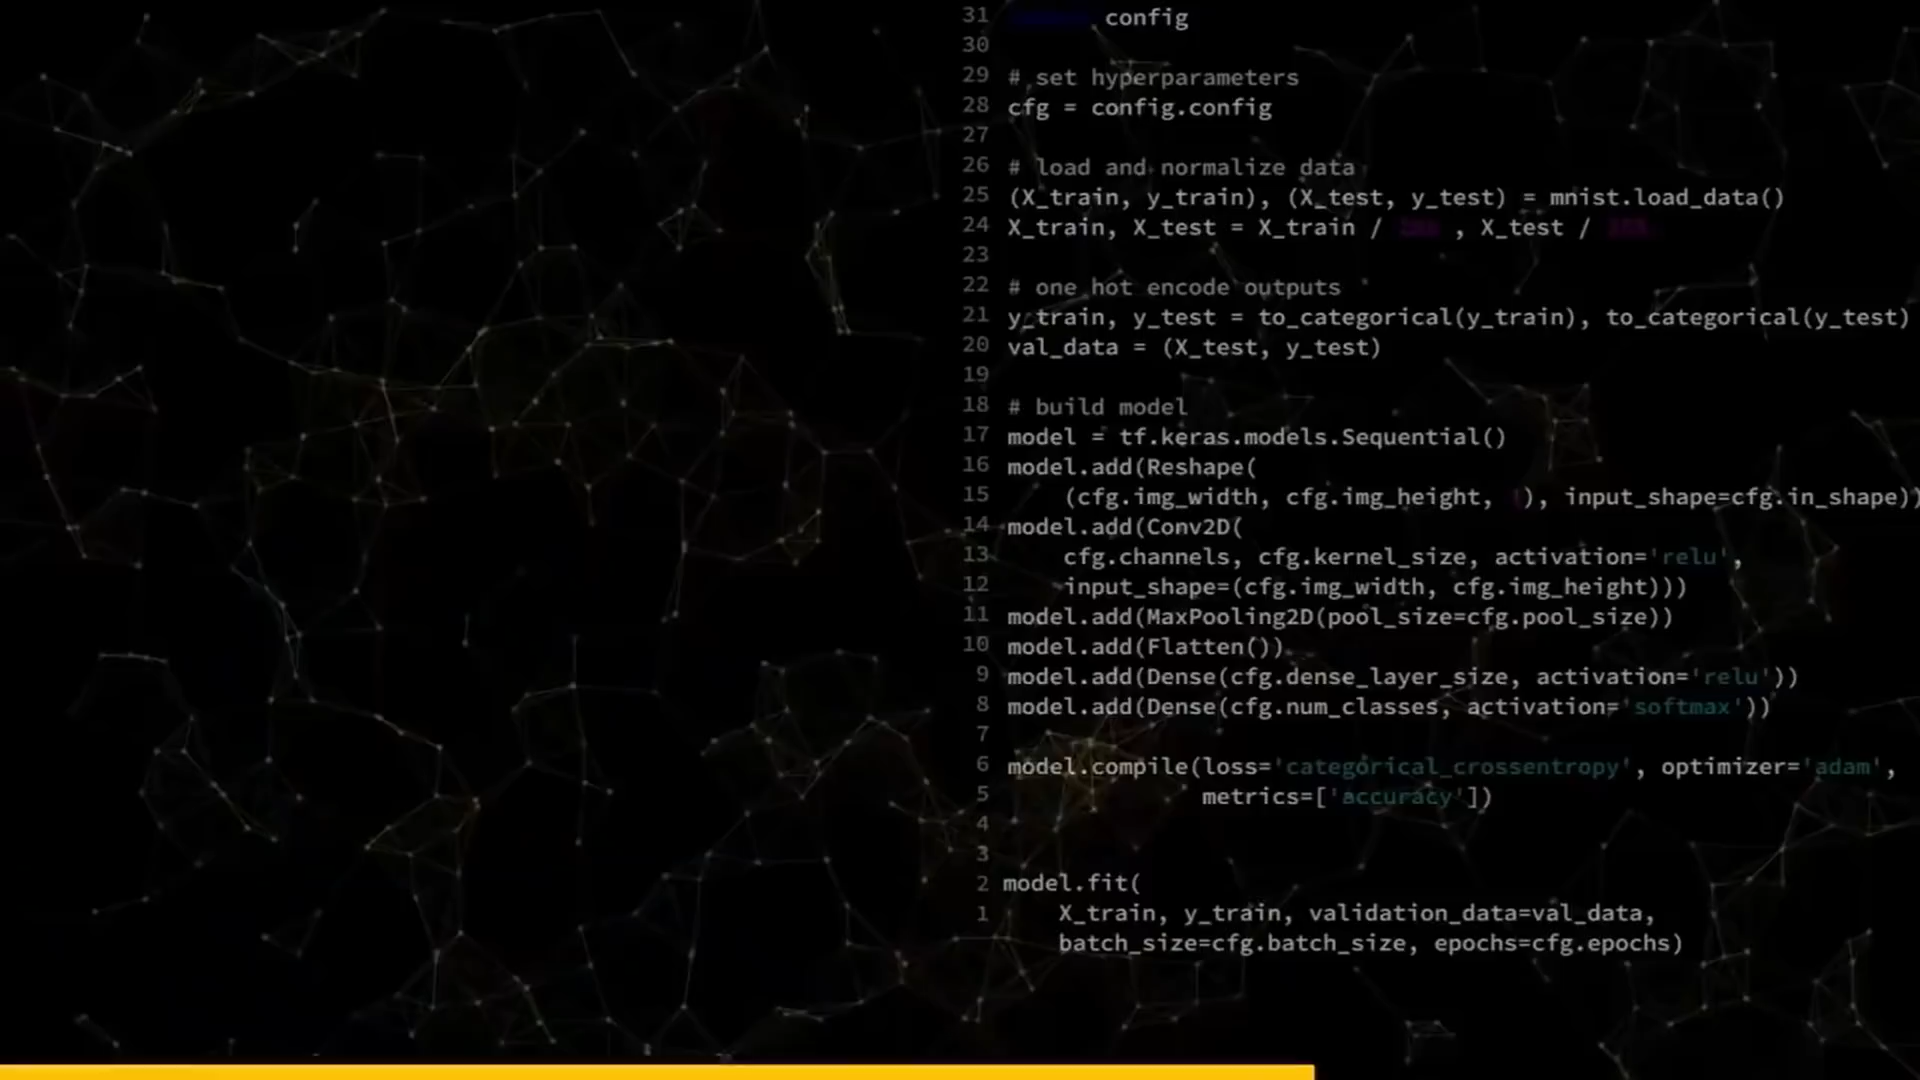 31 config
30
29 # set hyperparameters
28 cfg = config.config
27
26 # load and normalize data
25 (X_train, y_train), (X_test, y_test) = mnist.load_data()
24 X_train, X_test = X_train / , X_test /
23
22 # one hot encode outputs
21 y_train, y_test = to_categorical(y_train), to_categorical(y_test)
20 val_data = (X_test, y_test)
19
18 # build model
17 model = tf.keras.models.Sequential()
16 model.add(Reshape(
15 (cfg.img_width, cfg.img_height, ), input_shape=cfg.in_shape))
14 model.add(Conv2D(
13 cfg.channels, cfg.kernel_size, activation='relu',
12 input_shape=(cfg.img_width, cfg.img_height)))
11 model.add(MaxPooling2D(pool_size=cfg.pool_size))
10 model.add(Flatten())
9 model.add(Dense(cfg.dense_layer_size, activation='relu'))
8 model.add(Dense(cfg.num_classes, activation='softmax'))
7
6 model.compile(loss='categorical_crossentropy', optimizer='adam',
5 metrics=['accuracy'])
4
3
2 model.fit(
1 X_train, y_train, validation_data=val_data,
batch_size=cfg.batch_size, epochs=cfg.epochs)